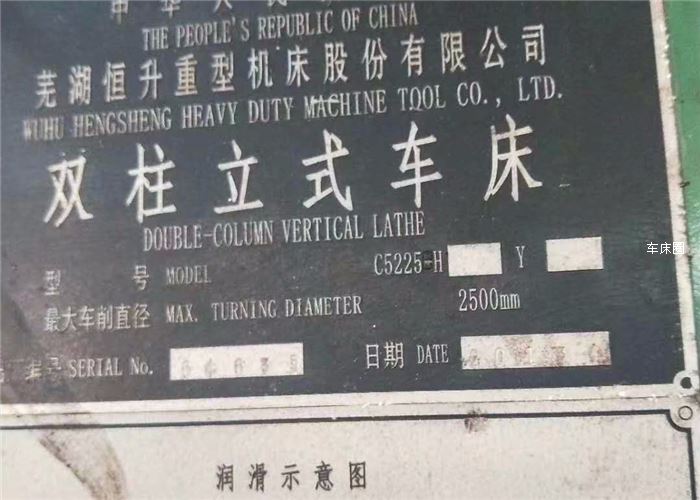 THE PEOPLE'S REPUBLIC OF CHINA
芜湖恒升重型机床股份有限公司
WUHU HENGSHENG HEAVY DUTY MACHINE TOOL CO., LTD.
双柱立式车床
DOUBLE-COLUMN VERTICAL LATHE
型 号 MODEL C5225-H Y
最大车削直径 MAX. TURNING DIAMETER 2500mm
号 SERIAL No. 日期 DATE
车床圈
润滑示意图